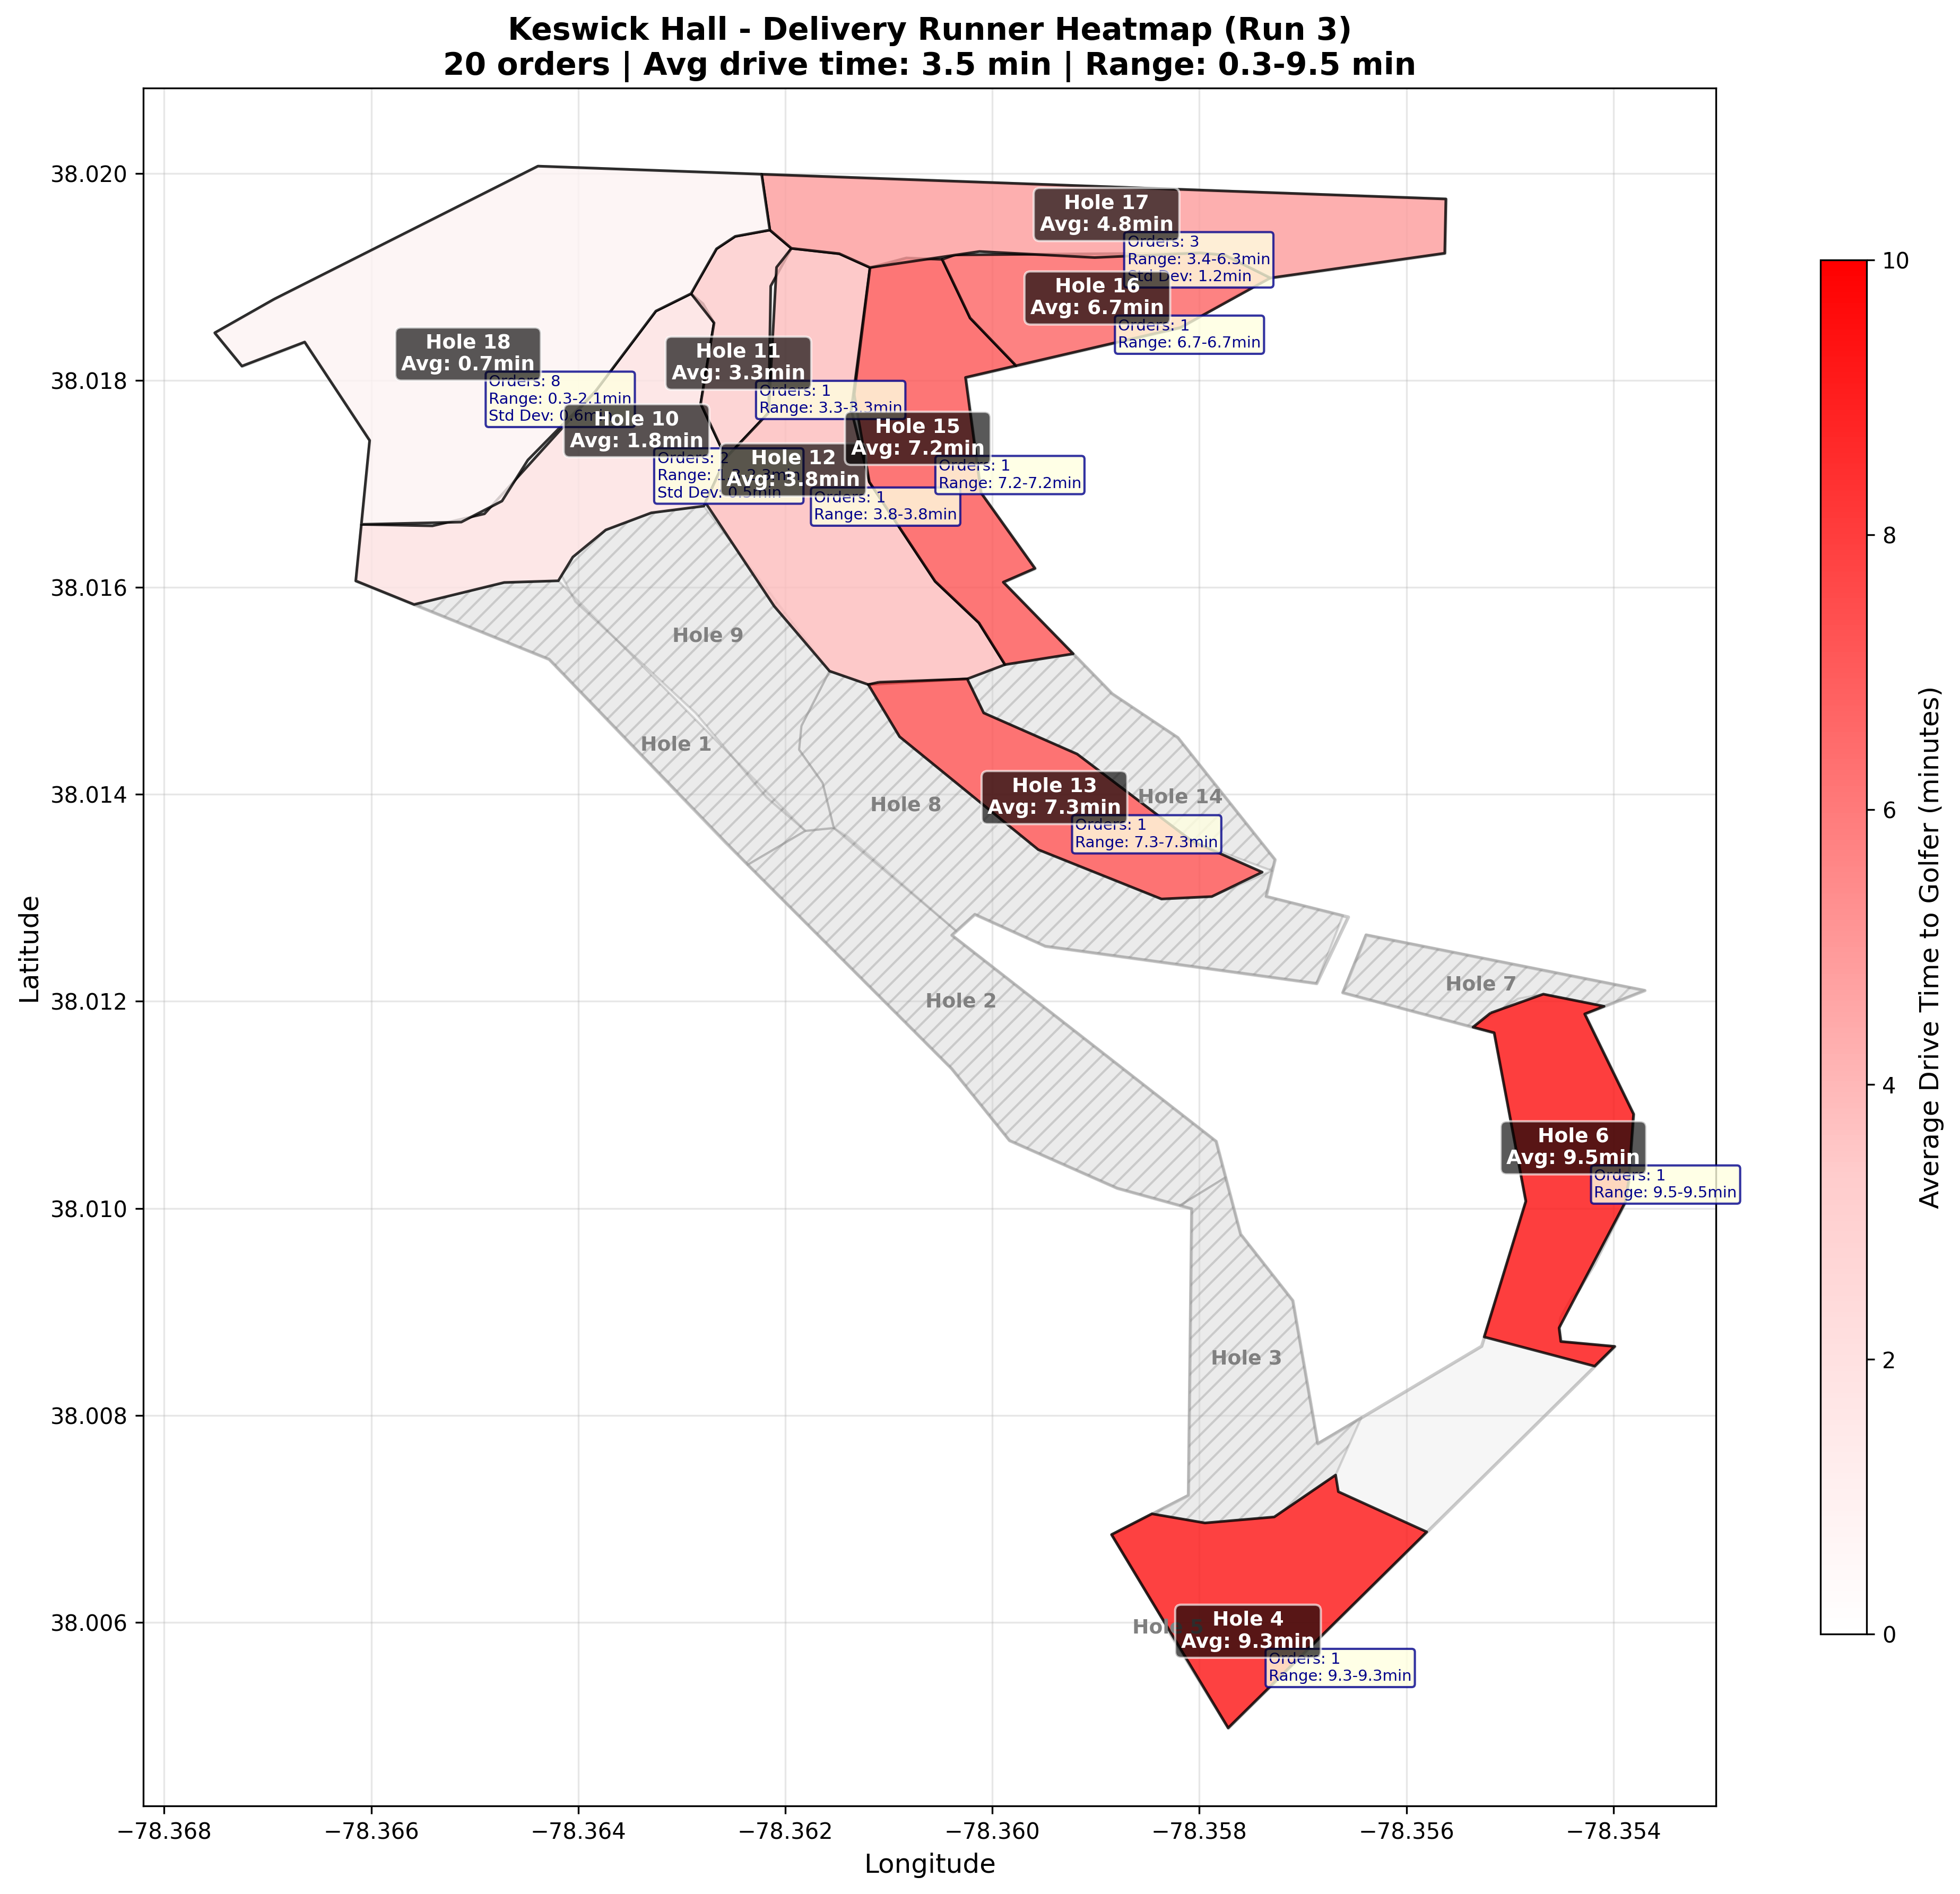 Keswick Hall - Delivery Runner Heatmap (Run 3)
20 orders | Avg drive time: 3.5 min | Range: 0.3-9.5 min
Latitude
38.020
38.018
38.016
38.014
38.012
38.010
38.008
38.006
Hole 17
Avg: 4.8min
Orders: 3
Range: 3.4-6.3min
Std Dev: 1.2min
Hole 16
Avg: 6.7min
Orders: 1
Range: 6.7-6.7min
Hole 18
Avg: 0.7min
Orders: 8
Range: 0.3-2.1min
Std Dev: 0.6min
Hole 11
Avg: 3.3min
Orders: 1
Range: 3.3-3.3min
Hole 10
Avg: 1.8min
Orders: 2
Range:
Std Dev: 0.5min
Hole 15
Avg: 7.2min
Orders: 1
Range: 7.2-7.2min
Hole 12
Avg: 3.8min
Orders: 1
Range: 3.8-3.8min
Hole 9
Hole 1
Hole 8
Hole 13
Avg: 7.3min
Orders: 1
Range: 7.3-7.3min
Hole 14
Hole 7
Hole 2
Hole 6
Avg: 9.5min
Orders: 1
Range: 9.5-9.5min
Hole 3
Hole 4
Avg: 9.3min
Orders: 1
Range: 9.3-9.3min
−78.368
−78.366
−78.364
−78.362
−78.360
−78.358
−78.356
−78.354
Longitude
10
8
6
4
2
0
Average Drive Time to Golfer (minutes)